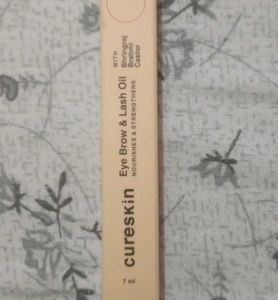 WITH
Bhringraj
Brahmi
Castor
Eye Brow & Lash Oil
NOURISHES & STRENGTHENS
cureskin
7 ml